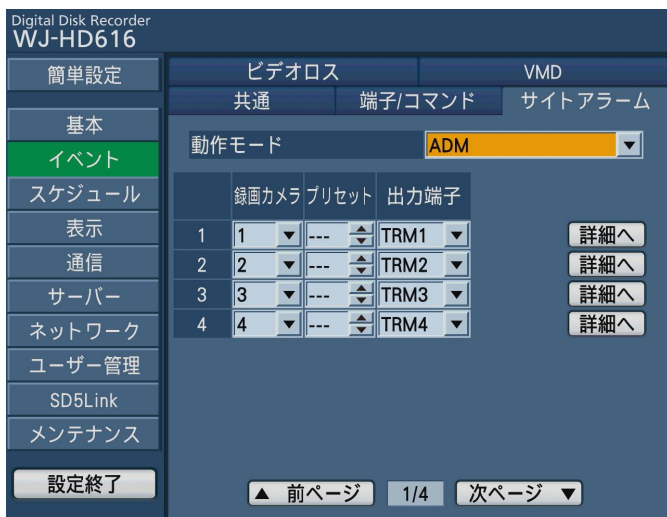 Digital Disk Recorder
WJ-HD616
簡単設定
基本
イベント
スケジュール
表示
通信
サーバー
ネットワーク
ユーザー管理
SD5Link
メンテナンス
設定終了
ビデオロス VMD
共通 端子/コマンド サイトアラーム
動作モード ADM
録画カメラ プリセット 出力端子
1 1 --- TRM1 詳細へ
2 2 --- TRM2 詳細へ
3 3 --- TRM3 詳細へ
4 4 --- TRM4 詳細へ
▲ 前ページ 1/4 次ページ ▼